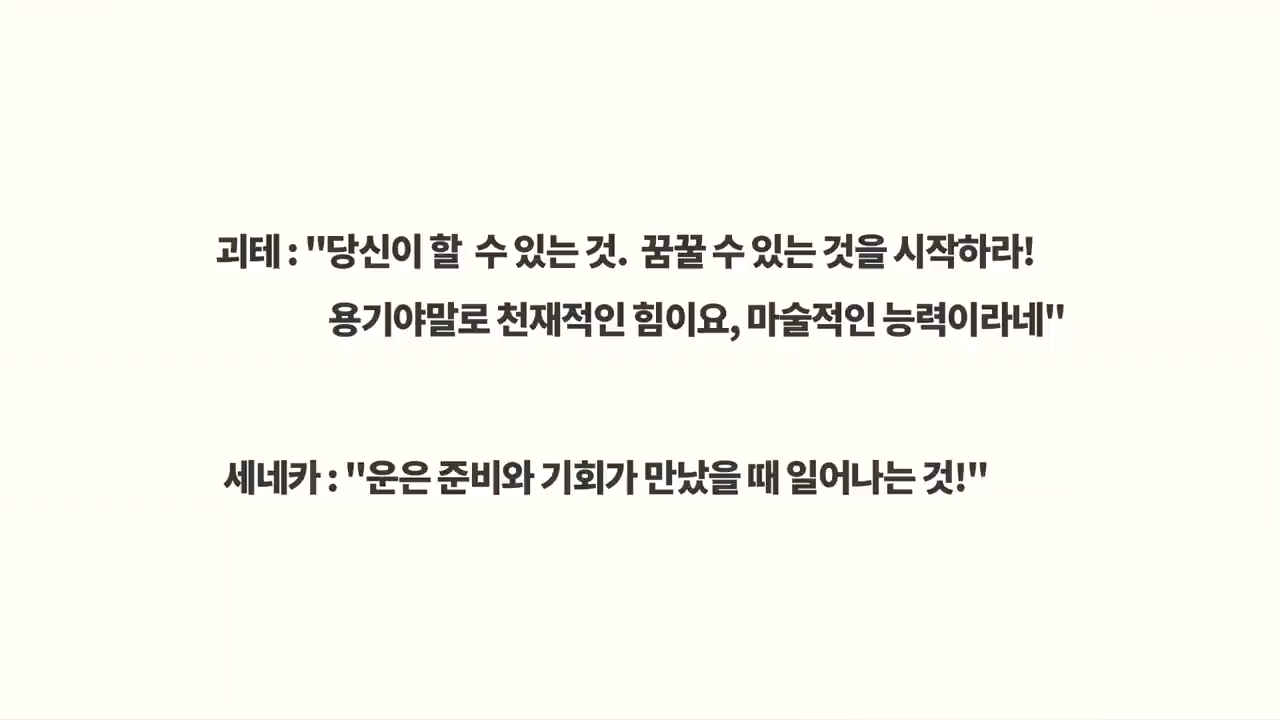 괴테 : "당신이 할 수 있는 것. 꿈꿀 수 있는 것을 시작하라!
용기야말로 천재적인 힘이요, 마술적인 능력이라네"
세네카 : "운은 준비와 기회가 만났을 때 일어나는 것!"